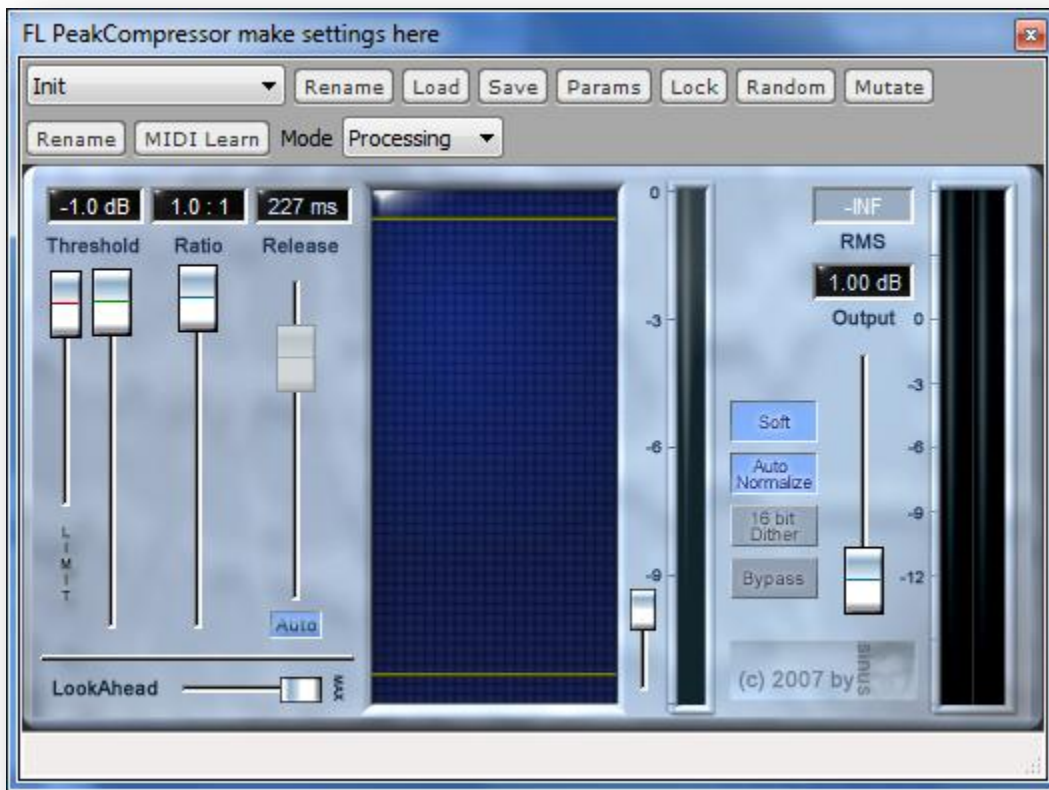 FL PeakCompressor make settings here
Init Rename Load Save Params Lock Random Mutate
Rename MIDI Learn Mode Processing
-1.0 dB 1.0 : 1 227 ms
Threshold Ratio Release
LIMIT
Auto
LookAhead MAX
0
-3
-6
-9
-INF
RMS
1.00 dB
Output
0
-3
-6
-9
-12
Soft
Auto
Normalize
16 bit
Dither
Bypass
(c) 2007 by sinus